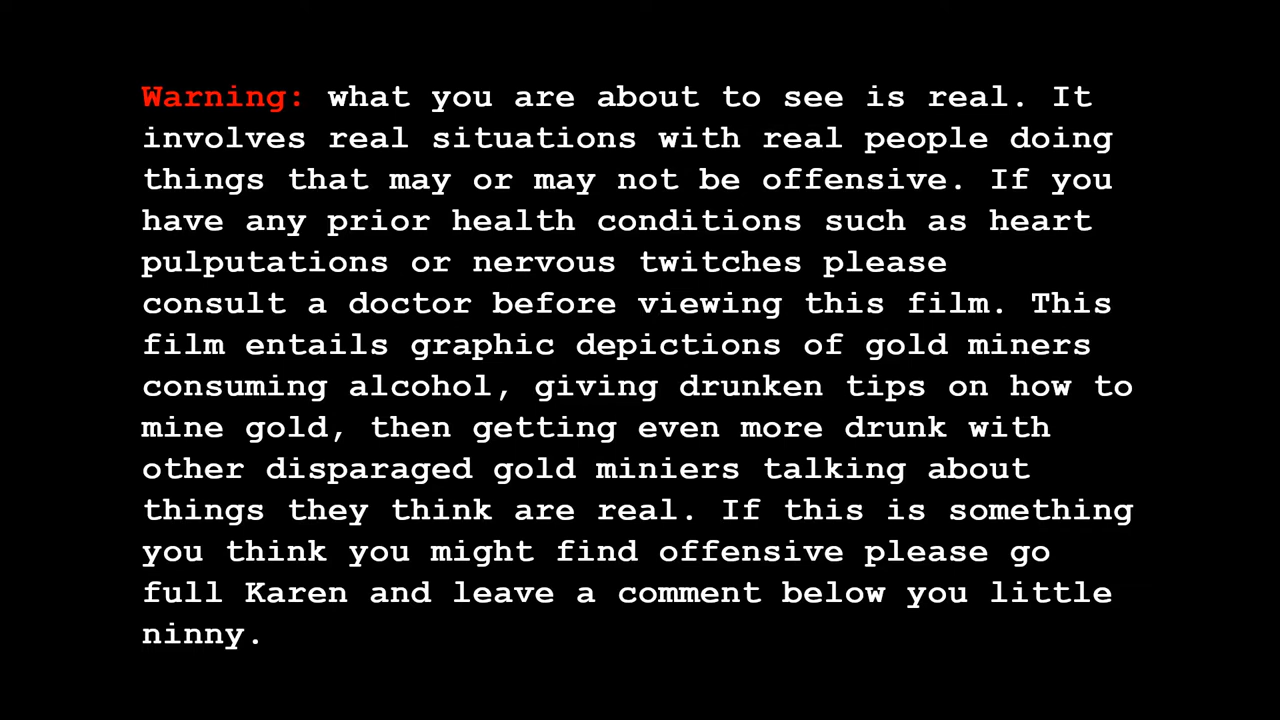 Warning: what you are about to see is real. It
involves real situations with real people doing
things that may or may not be offensive. If you
have any prior health conditions such as heart
pulputations or nervous twitches please
consult a doctor before viewing this film. This
film entails graphic depictions of gold miners
consuming alcohol, giving drunken tips on how to
mine gold, then getting even more drunk with
other disparaged gold miniers talking about
things they think are real. If this is something
you think you might find offensive please go
full Karen and leave a comment below you little
ninny.